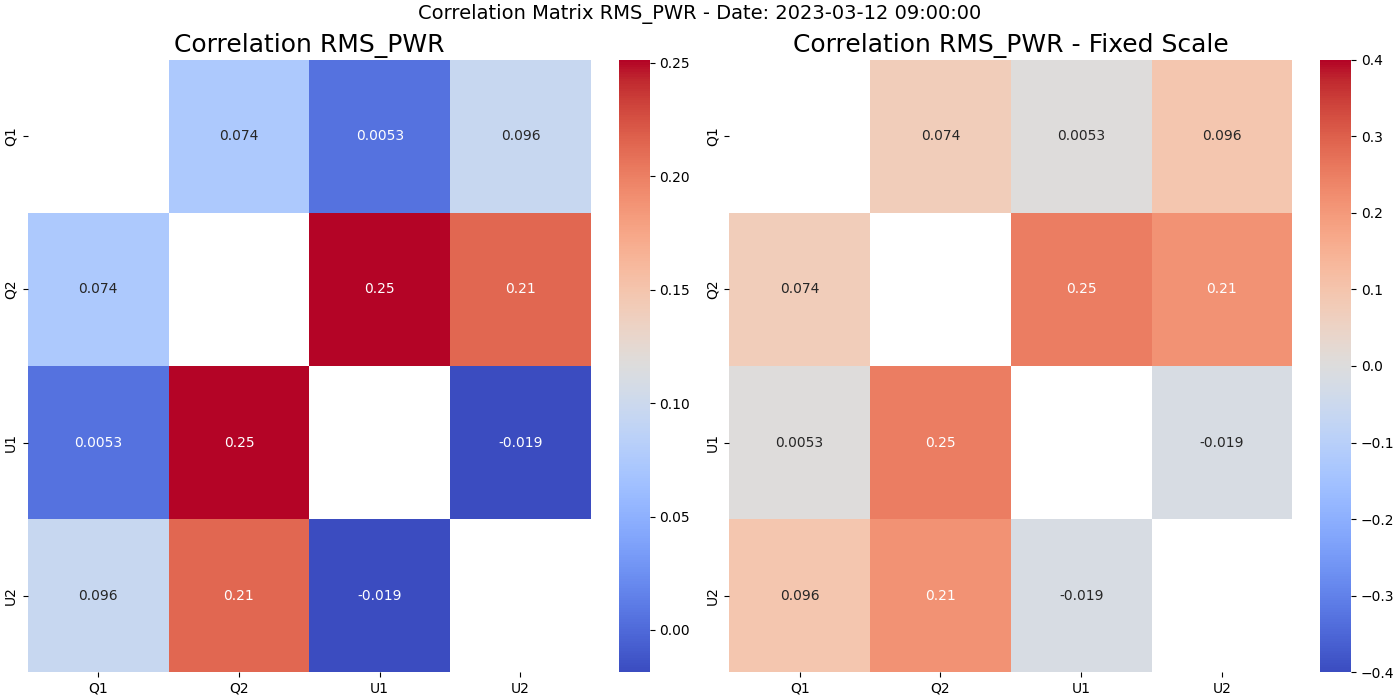 Correlation Matrix RMS_PWR - Date: 2023-03-12 09:00:00
Correlation RMS_PWR
Q1
0.074
0.0053
0.096
Q2
0.074
0.25
0.21
U1
0.0053
0.25
-0.019
U2
0.096
0.21
-0.019
Q1
Q2
U1
U2
0.25
0.20
0.15
0.10
0.05
0.00
Correlation RMS_PWR - Fixed Scale
Q1
0.074
0.0053
0.096
Q2
0.074
0.25
0.21
U1
0.0053
0.25
-0.019
U2
0.096
0.21
-0.019
Q1
Q2
U1
U2
0.4
0.3
0.2
0.1
0.0
−0.1
−0.2
−0.3
−0.4